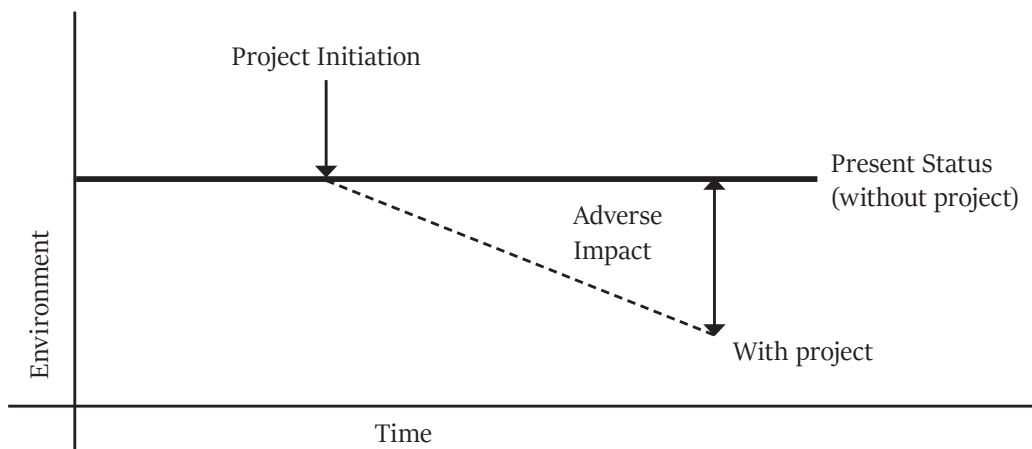 Project Initiation
Present Status
(without project)
Adverse
Impact
With project
Environment
Time